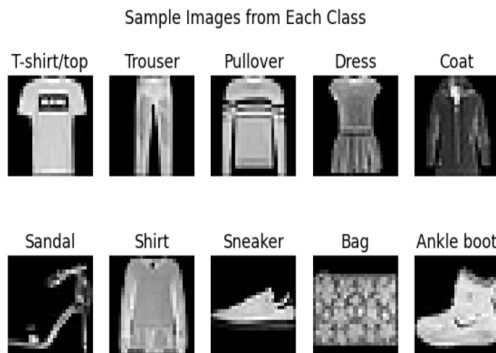 Sample Images from Each Class
T-shirt/top
Trouser
Pullover
Dress
Coat
Sandal
Shirt
Sneaker
Bag
Ankle boot